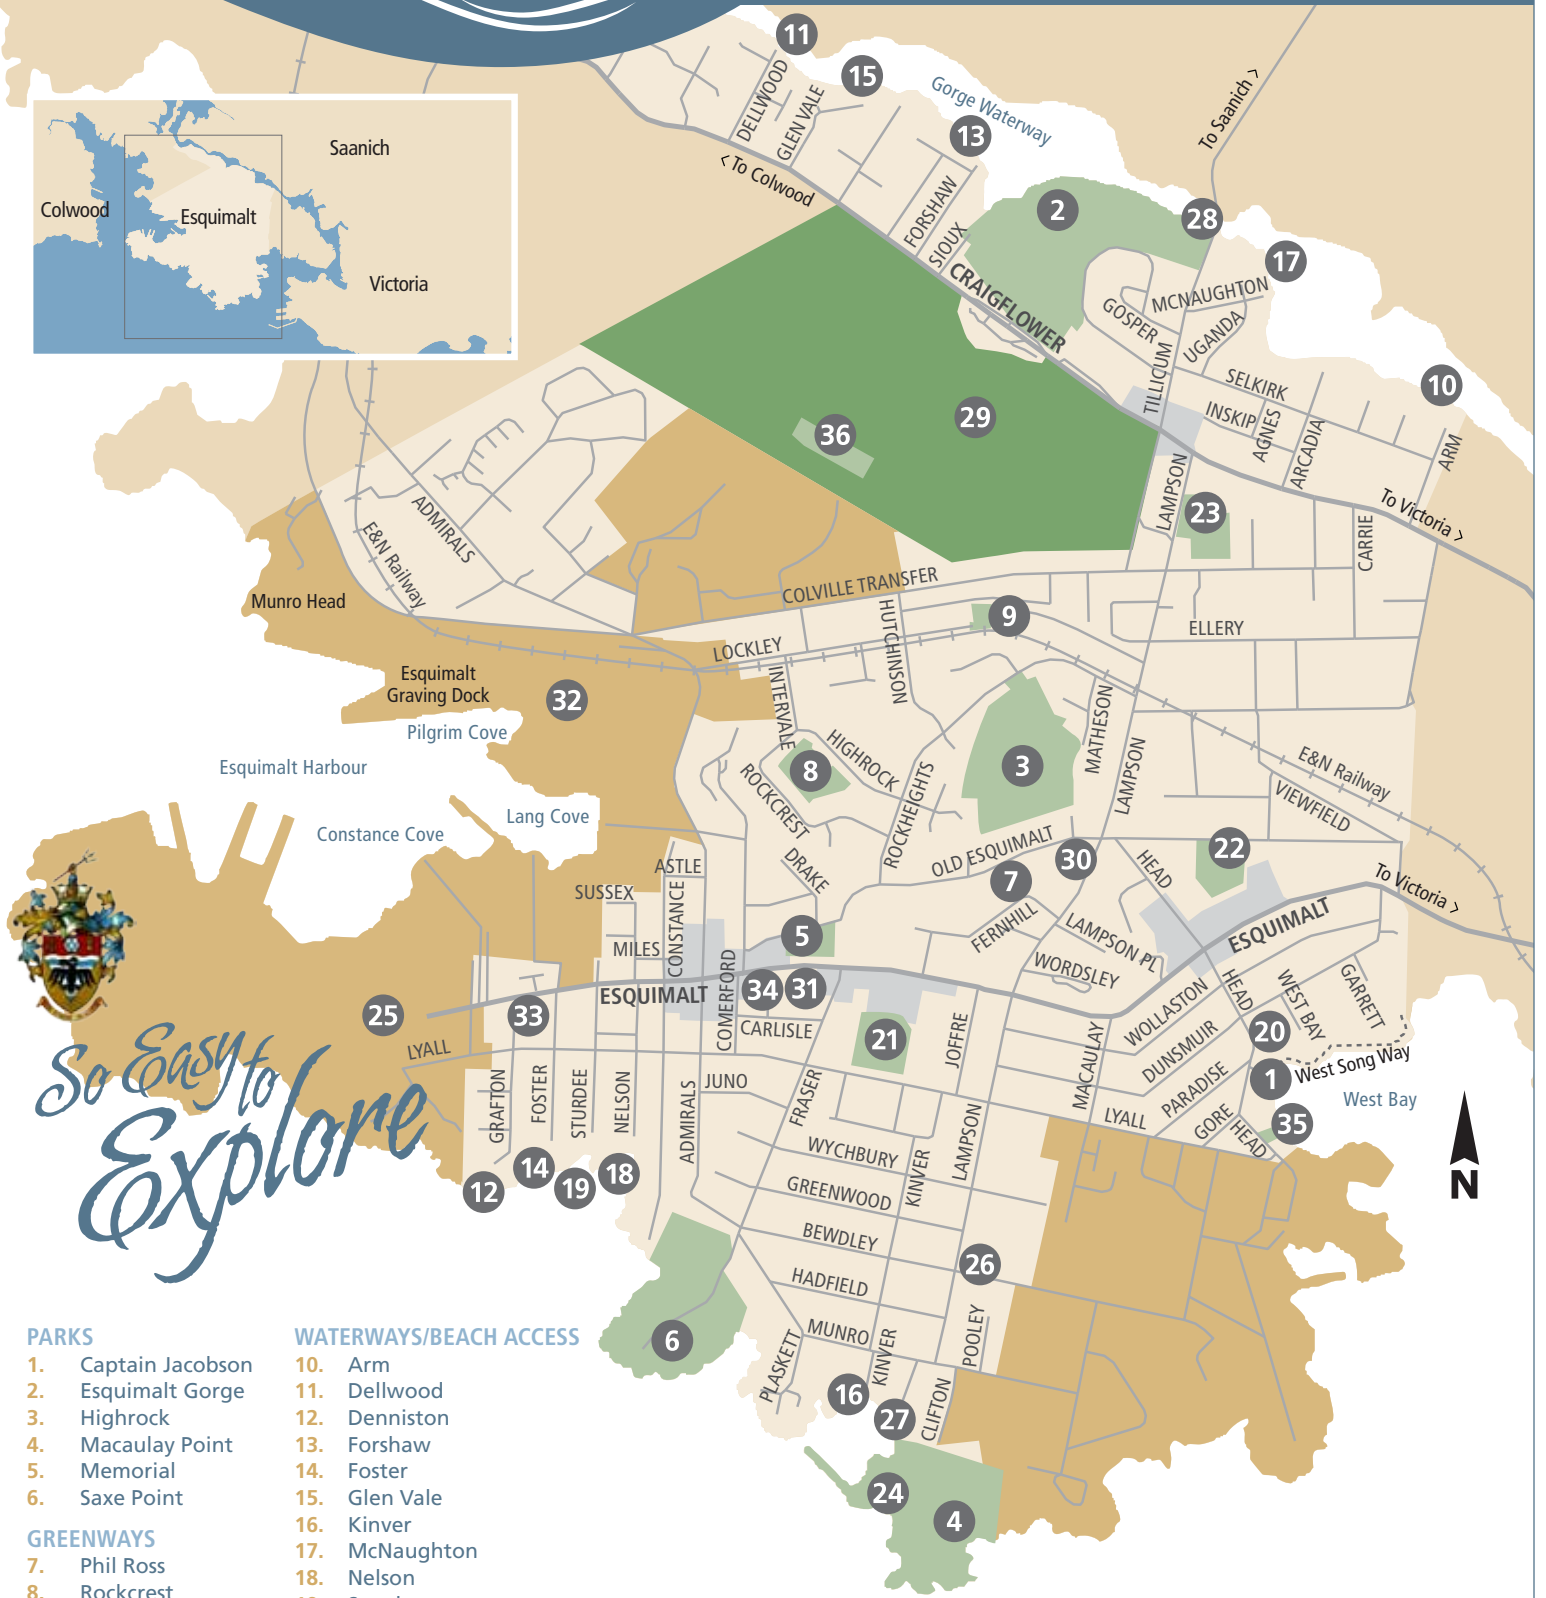 11
15
Gorge Waterway
DELLWOOD
GLEN VALE
13
To Saanich >
< To Colwood
Saanich
Colwood
Esquimalt
Victoria
FORSHAW
SIOUX
2
28
17
CRAIGFLOWER
GOSPER
MCNAUGHTON
UGANDA
TILLICUM
SELKIRK
10
INSKIP
AGNES
ARCADIA
ARM
29
36
LAMPSON
23
To Victoria >
CARRIE
ADMIRALS
E&N Railway
Munro Head
COLVILLE TRANSFER
HUTCHINSON
9
ELLERY
LOCKLEY
INTERVALE
Esquimalt
Graving Dock
32
Pilgrim Cove
Esquimalt Harbour
Constance Cove
Lang Cove
8
HIGHROCK
ROCKCREST
ROCKHEIGHTS
3
MATHESON
LAMPSON
E&N Railway
VIEWFIELD
OLD ESQUIMALT
30
22
7
HEAD
To Victoria >
DRAKE
ASTLE
SUSSEX
CONSTANCE
MILES
5
FERNHILL
LAMPSON PL
WORDSLEY
ESQUIMALT
ESQUIMALT
COMERFORD
34
31
CARLISLE
25
33
LYALL
21
JOFFRE
MACAULAY
WOLLASTON
DUNSMUIR
PARADISE
HEAD
WEST BAY
GARRETT
20
1
West Song Way
West Bay
GORE
HEAD
35
LYALL
GRAFTON
FOSTER
STURDEE
NELSON
ADMIRALS
JUNO
FRASER
WYCHBURY
GREENWOOD
KINVER
LAMPSON
BEWDLEY
HADFIELD
26
MUNRO
KINVER
POOLEY
PLASKETT
CLIFTON
12
14
19
18
6
16
27
24
4
N
So Easy to
Explore
PARKS
1. Captain Jacobson
2. Esquimalt Gorge
3. Highrock
4. Macaulay Point
5. Memorial
6. Saxe Point
GREENWAYS
7. Phil Ross
8. Rockcrest
WATERWAYS/BEACH ACCESS
10. Arm
11. Dellwood
12. Denniston
13. Forshaw
14. Foster
15. Glen Vale
16. Kinver
17. McNaughton
18. Nelson